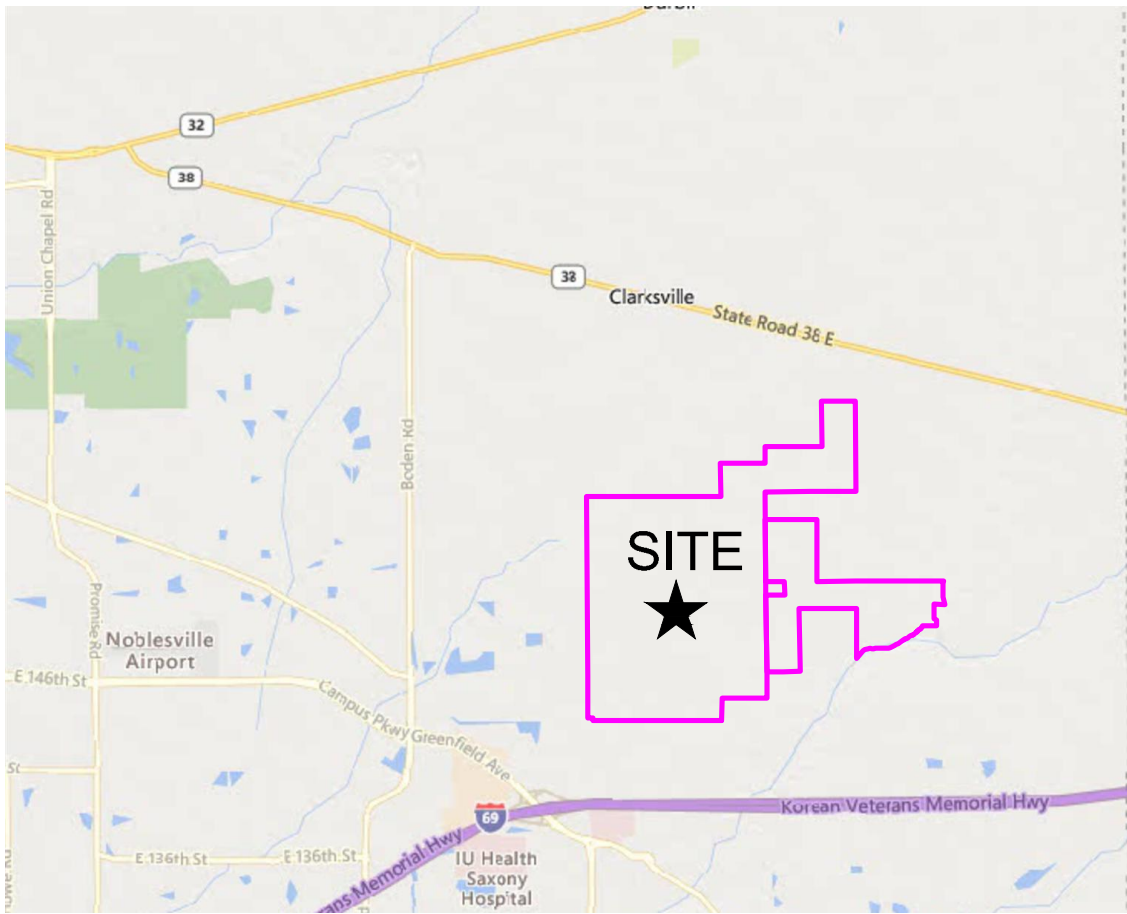 32
38
Union Chapel Rd
38
Clarksville
State Road 38 E
Boden Rd
SITE
Promise Rd
Noblesville
Airport
E 146th St
Campus Pkwy
Greenfield Ave
St
Korean Veterans Memorial Hwy
69
E 136th St
E 136th St
IU Health
Saxony
Hospital
rans Memorial Hwy